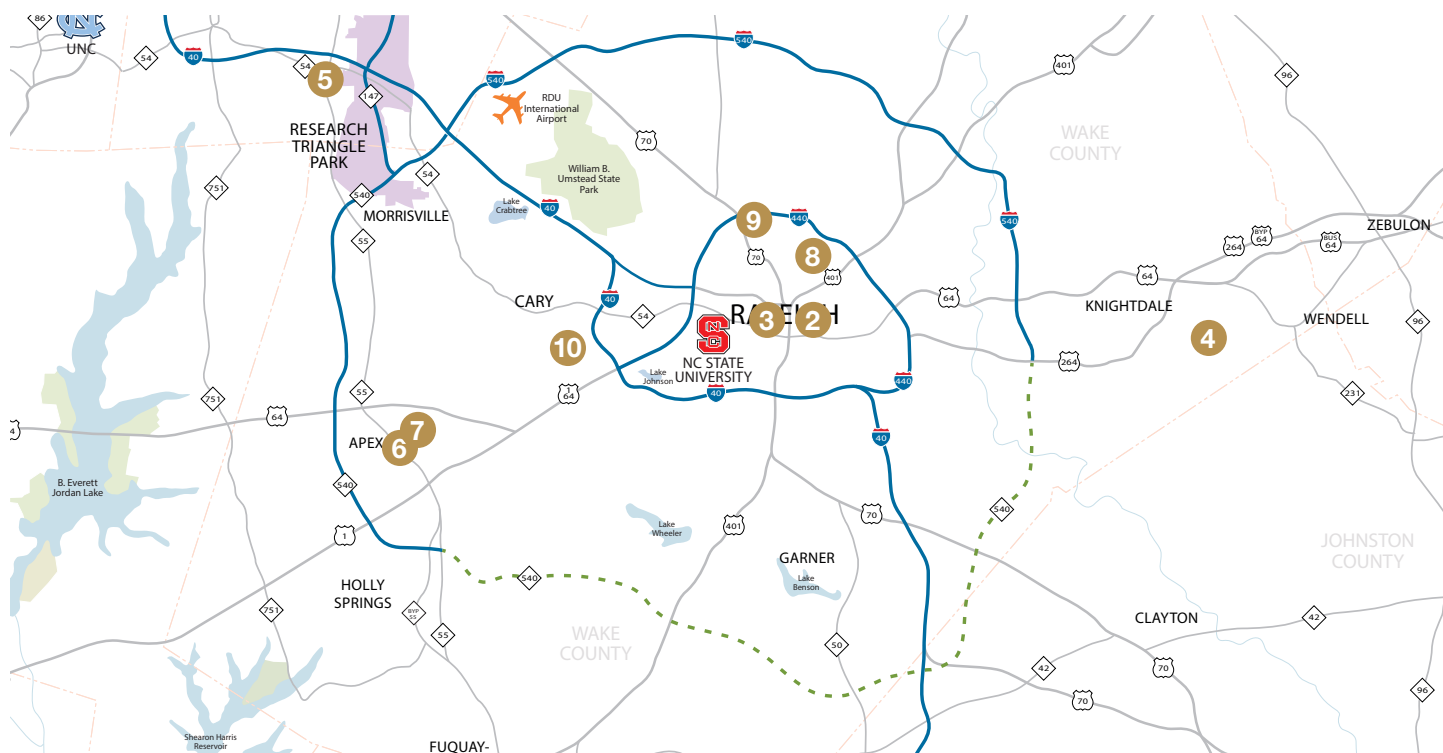 86
UNC
54
40
54
5
147
540
RDU
International
Airport
540
401
96
RESEARCH
TRIANGLE
PARK
70
WAKE
COUNTY
751
54
William B.
Umstead State
Park
540
MORRISVILLE
Lake
Crabtree
40
9
440
540
ZEBULON
55
BYP
64
BUS
64
264
70
8
401
64
64
CARY
40
54
3
2
KNIGHTDALE
WENDELL
96
4
10
NC STATE
UNIVERSITY
Lake
Johnson
264
440
1
64
40
55
751
231
64
4
7
APEX
6
40
B. Everett
Jordan Lake
540
540
70
Lake
Wheeler
401
1
JOHNSTON
COUNTY
GARNER
Lake
Benson
540
HOLLY
SPRINGS
751
BYP
55
55
WAKE
COUNTY
50
CLAYTON
42
42
70
96
70
Shearon Harris
Reservoir
FUQUAY-